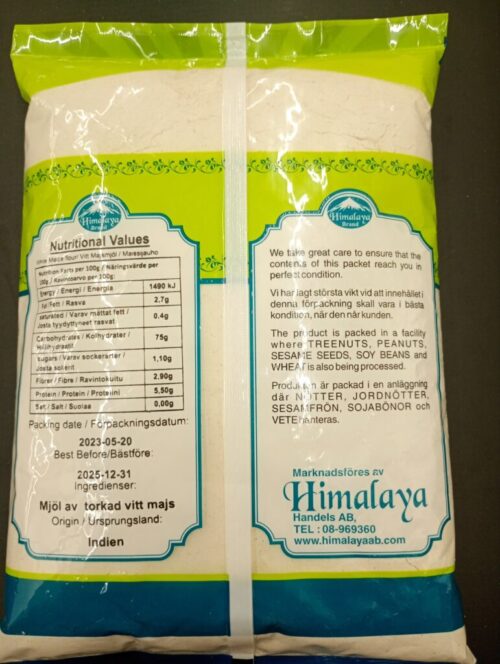 Himalaya
Brand
Nutritional Values
White Maize flour/ Vitt Majsmjöl / Maissijauho
Nutrition Facts per 100g / Näringsvärde per
100g / Ravintoarvo per 100g)
Energy / Energi / Energia 1490 kJ
Fat / Fett / Rasva 2.7g
saturated / Varav mättat fett /
Josta tyydyttyneet rasvat 0.4g
Carbohydrates / Kolhydrater /
Hiilihydraatit 75g
sugars / Varav sockerarter /
Josta sokerit 1,10g
Fibrer / Fibre / Ravintokuitu 2.90g
Protein / Protein / Proteiini 5.50g
Salt / Salt / Suolaa 0.00g
Packing date / Förpackningsdatum:
2023-05-20
Best Before/Bästföre:
2025-12-31
Ingredienser:
Mjöl av torkad vitt majs
Origin / Ursprungsland:
Indien
Himalaya
Brand
We take great care to ensure that the
contents of this packet reach you in
perfect condition.
Vi har lagt största vikt vid att innehållet i
denna förpackning skall vara i bästa
kondition, när den når kunden.
The product is packed in a facility
where TREENUTS, PEANUTS,
SESAME SEEDS, SOY BEANS and
WHEAT is also being processed.
Produkten är packad i en anläggning
där NÖTTER, JORDNÖTTER,
SESAMFRÖN, SOJABÖNOR och
VETE hanteras.
Marknadsföres av
Himalaya
Handels AB,
TEL : 08-969360
www.himalayaab.com